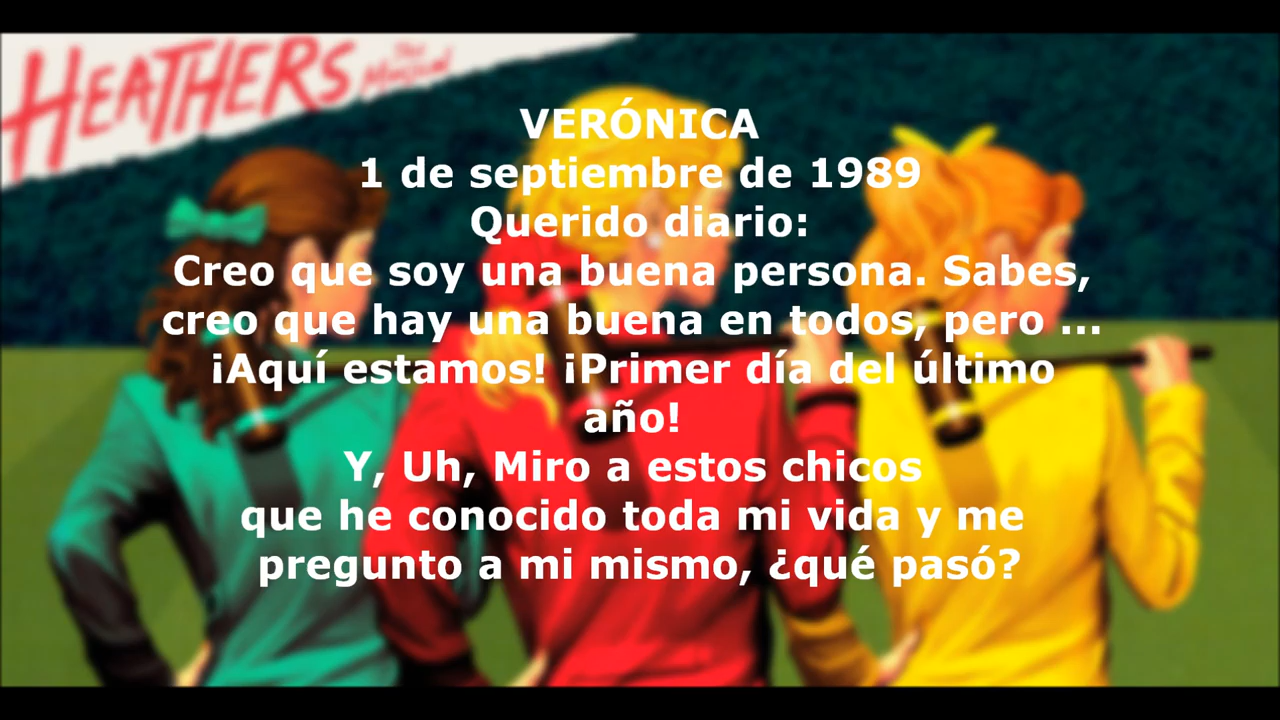 HEATHERS The Musical
VERÓNICA
1 de septiembre de 1989
Querido diario:
Creo que soy una buena persona. Sabes,
creo que hay una buena en todos, pero ...
¡Aquí estamos! ¡Primer día del último
año!
Y, Uh, Miro a estos chicos
que he conocido toda mi vida y me
pregunto a mi mismo, ¿qué pasó?